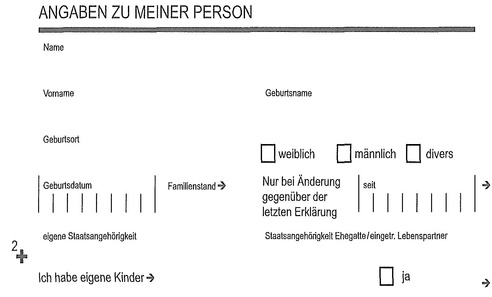 ANGABEN ZU MEINER PERSON
Name
Vorname
Geburtsname
Geburtsort
weiblich
männlich
divers
Geburtsdatum
Familienstand →
Nur bei Änderung
gegenüber der
letzten Erklärung
seit
→
eigene Staatsangehörigkeit
Staatsangehörigkeit Ehegatte/eingetr. Lebenspartner
2
Ich habe eigene Kinder →
ja
→